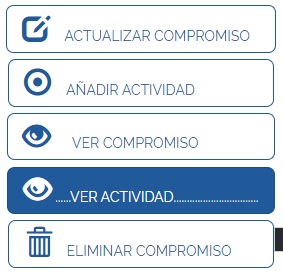 ACTUALIZAR COMPROMISO
AÑADIR ACTIVIDAD
VER COMPROMISO
......VER ACTIVIDAD................................
ELIMINAR COMPROMISO